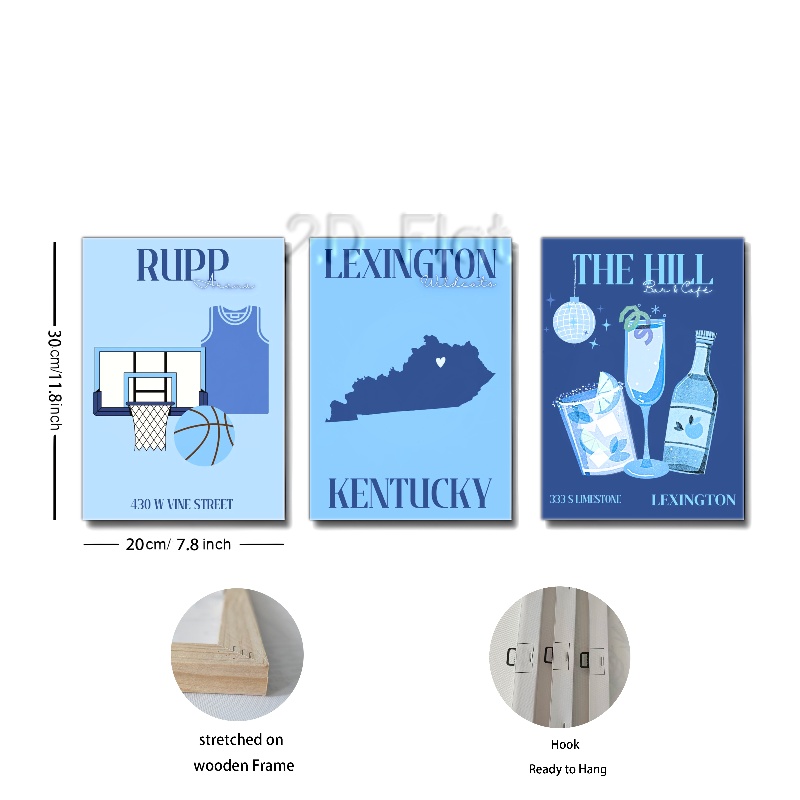 2D Flat
RUPP
Arena
LEXINGTON
Wildcats
THE HILL
Bar & Café
30cm/11.8inch
KENTUCKY
430 W VINE STREET
333 S LIMESTONE
LEXINGTON
20cm/ 7.8 inch
stretched on
wooden Frame
Hook
Ready to Hang